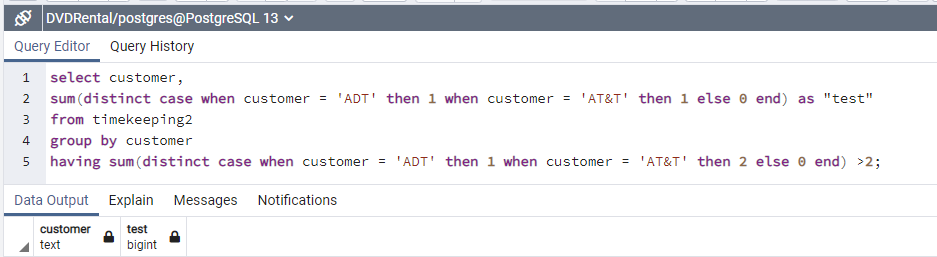 DVDRental/postgres@PostgreSQL 13
Query Editor Query History
1 select customer,
2 sum(distinct case when customer = 'ADT' then 1 when customer = 'AT&T' then 1 else 0 end) as "test"
3 from timekeeping2
4 group by customer
5 having sum(distinct case when customer = 'ADT' then 1 when customer = 'AT&T' then 2 else 0 end) >2;
Data Output Explain Messages Notifications
customer test
text bigint